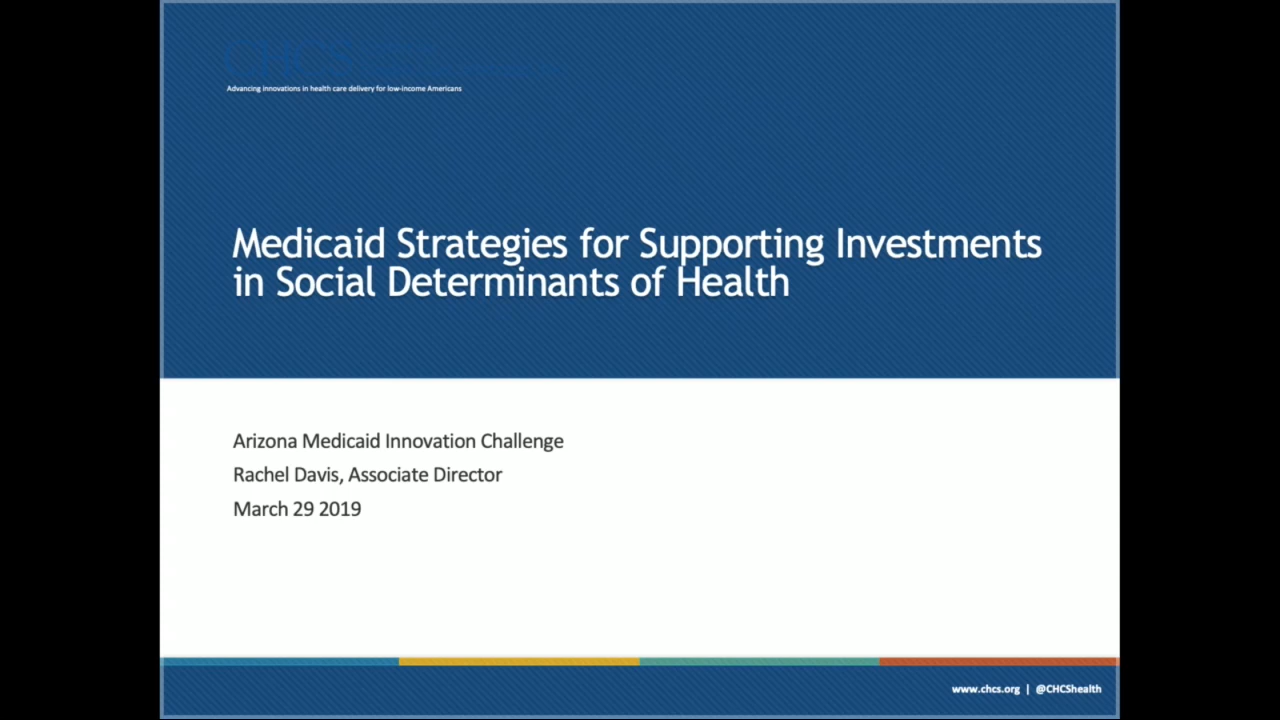 CHCS
Advancing innovations in health care delivery for low-income Americans
Medicaid Strategies for Supporting Investments
in Social Determinants of Health
Arizona Medicaid Innovation Challenge
Rachel Davis, Associate Director
March 29 2019
www.chcs.org | @CHCShealth